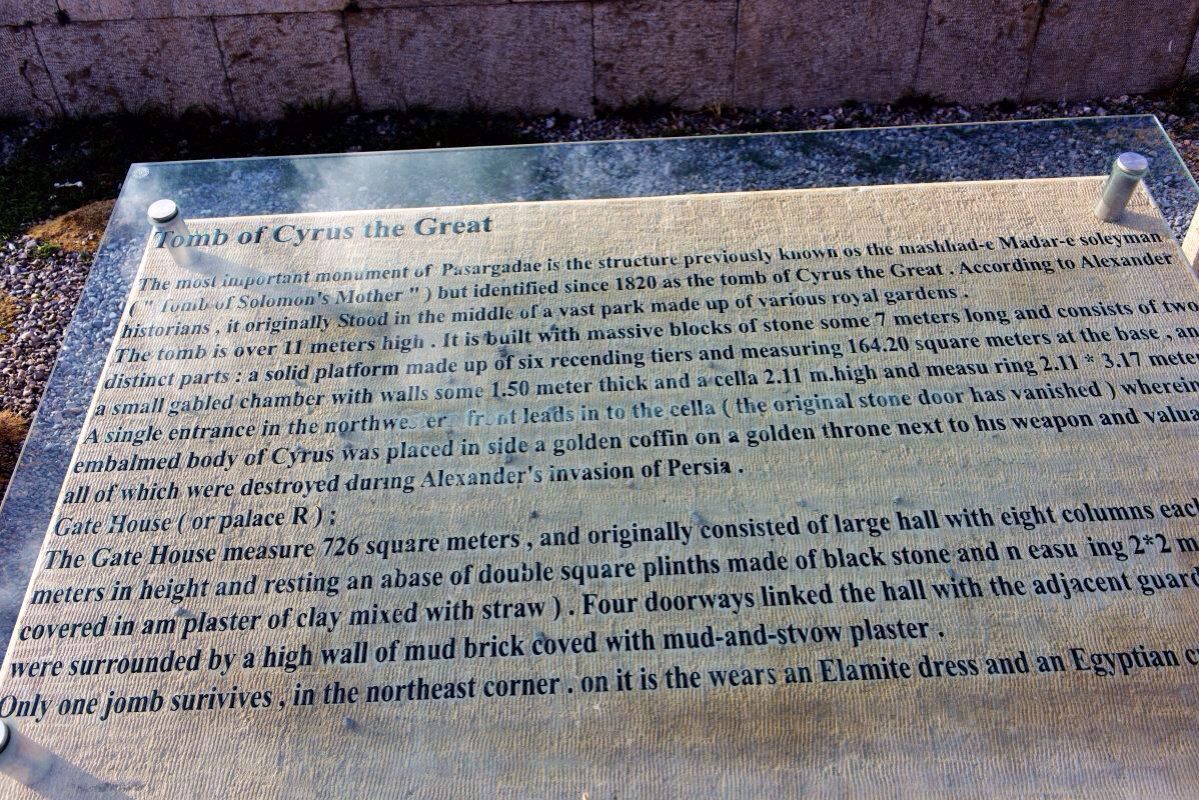 Tomb of Cyrus the Great
The most important monument of Pasargadae is the structure previously known os the mashhad-e Madar-e soleyman
( " Tomb of Solomon's Mother " ) but identified since 1820 as the tomb of Cyrus the Great . According to Alexander
historians , it originally Stood in the middle of a vast park made up of various royal gardens .
The tomb is over 11 meters high . It is built with massive blocks of stone some 7 meters long and consists of two
distinct parts : a solid platform made up of six recending tiers and measuring 164.20 square meters at the base ,
a small gabled chamber with walls some 1.50 meter thick and a cella 2.11 m.high and measu ring 2.11 * 3.17
A single entrance in the northwestern front leads in to the cella ( the original stone door has vanished ) wherein
embalmed body of Cyrus was placed in side a golden coffin on a golden throne next to his weapon and
all of which were destroyed during Alexander's invasion of Persia .
Gate House ( or palace R ) ;
The Gate House measure 726 square meters , and originally consisted of large hall with eight columns each
meters in height and resting an abase of double square plinths made of black stone and n easu ing 2*2 m
covered in am plaster of clay mixed with straw ) . Four doorways linked the hall with the adjacent guard
were surrounded by a high wall of mud brick coved with mud-and-stvow plaster .
Only one jomb surivives , in the northeast corner . on it is the wears an Elamite dress and an Egyptian